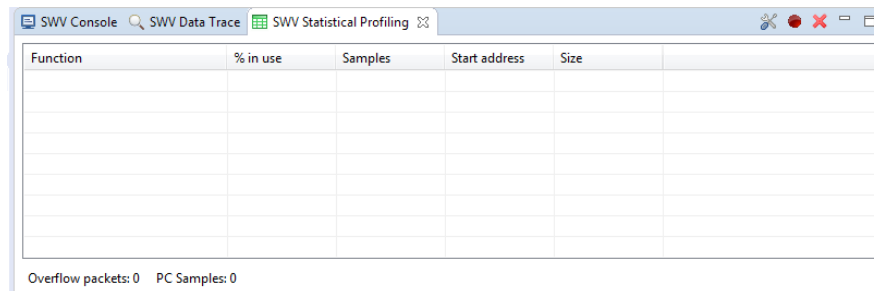 SWV Console SWV Data Trace SWV Statistical Profiling
Function % in use Samples Start address Size
Overflow packets: 0 PC Samples: 0